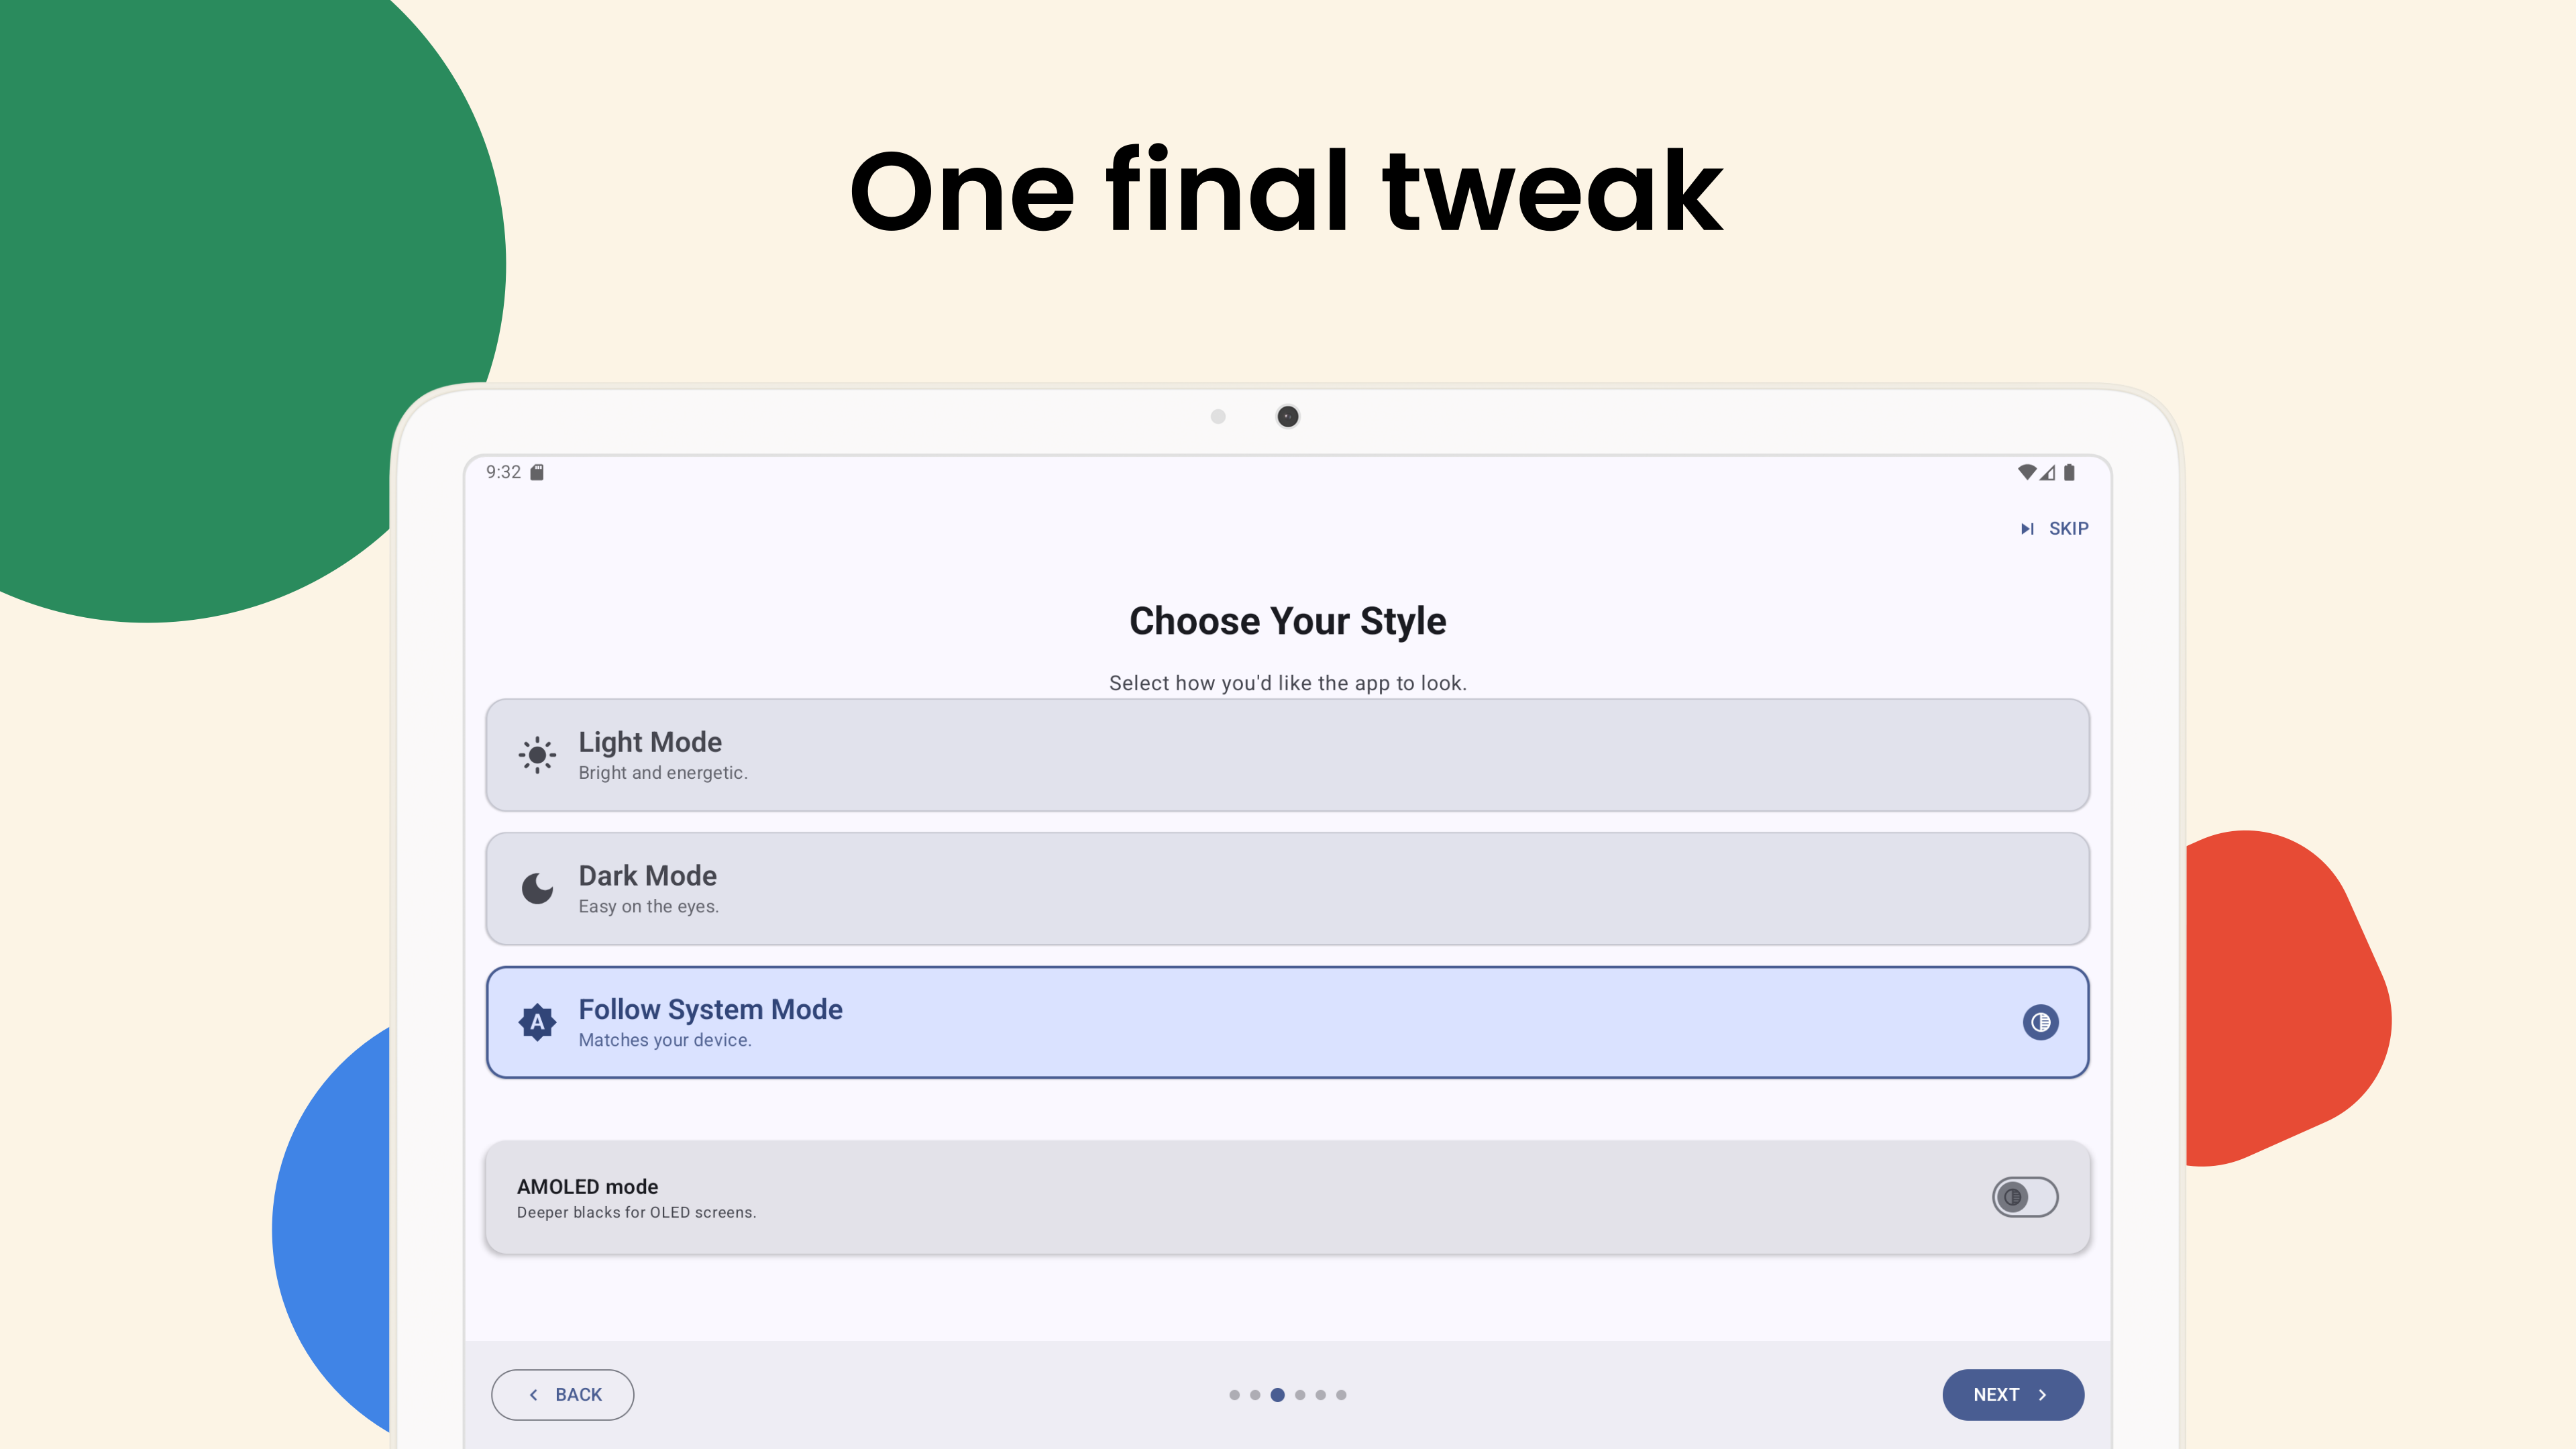 One final tweak
9:32
SKIP
Choose Your Style
Select how you'd like the app to look.
Light Mode
Bright and energetic.
Dark Mode
Easy on the eyes.
A
Follow System Mode
Matches your device.
AMOLED mode
Deeper blacks for OLED screens.
BACK
NEXT